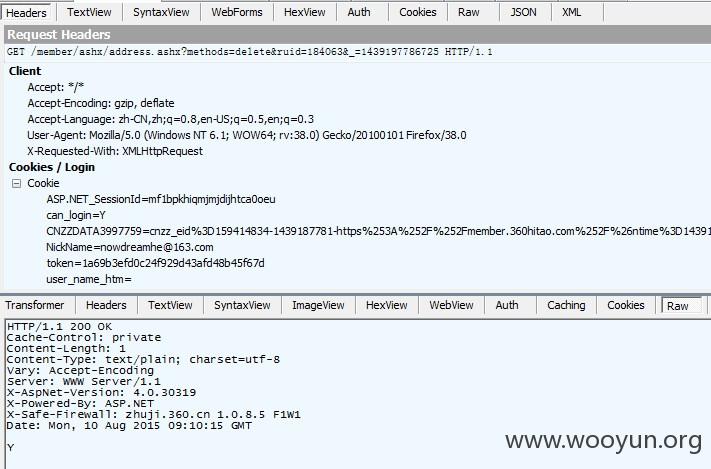 Headers TextView SyntaxView WebForms HexView Auth Cookies Raw JSON XML
Request Headers
GET /member/ashx/address.ashx?methods=delete&ruid=184063&_=1439197786725 HTTP/1.1
Client
Accept: */*
Accept-Encoding: gzip, deflate
Accept-Language: zh-CN,zh;q=0.8,en-US;q=0.5,en;q=0.3
User-Agent: Mozilla/5.0 (Windows NT 6.1; WOW64; rv:38.0) Gecko/20100101 Firefox/38.0
X-Requested-With: XMLHttpRequest
Cookies / Login
Cookie
ASP.NET_SessionId=mf1bpkhiqmjmjdijhtca0oeu
can_login=Y
CNZZDATA3997759=cnzz_eid%3D159414834-1439187781-https%253A%252F%252Fmember.360hitao.com%252F%26ntime%3D14391
NickName=nowdreamhe@163.com
token=1a69b3efd0c24f929d43afd48b45f67d
user_name_htm=
Transformer Headers TextView SyntaxView ImageView HexView WebView Auth Caching Cookies Raw
HTTP/1.1 200 OK
Cache-Control: private
Content-Length: 1
Content-Type: text/plain; charset=utf-8
Vary: Accept-Encoding
Server: WWW Server/1.1
X-AspNet-Version: 4.0.30319
X-Powered-By: ASP.NET
X-Safe-Firewall: zhuji.360.cn 1.0.8.5 F1W1
Date: Mon, 10 Aug 2015 09:10:15 GMT
Y
www.wooyun.org